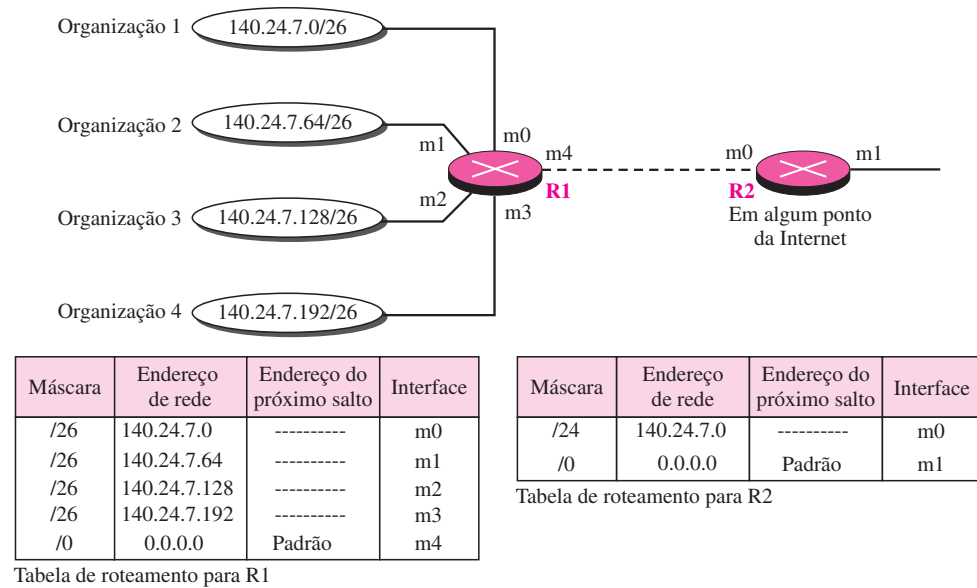 Organização 1
140.24.7.0/26
Organização 2
140.24.7.64/26
m1
m0
m4
R1
m2
m3
m0
R2
m1
Em algum ponto
da Internet
Organização 3
140.24.7.128/26
Organização 4
140.24.7.192/26
Máscara
Endereço
de rede
Endereço do
próximo salto
Interface
/26 140.24.7.0 ---------- m0
/26 140.24.7.64 ---------- m1
/26 140.24.7.128 ---------- m2
/26 140.24.7.192 ---------- m3
/0 0.0.0.0 Padrão m4
Tabela de roteamento para R1
Máscara
Endereço
de rede
Endereço do
próximo salto
Interface
/24 140.24.7.0 ---------- m0
/0 0.0.0.0 Padrão m1
Tabela de roteamento para R2